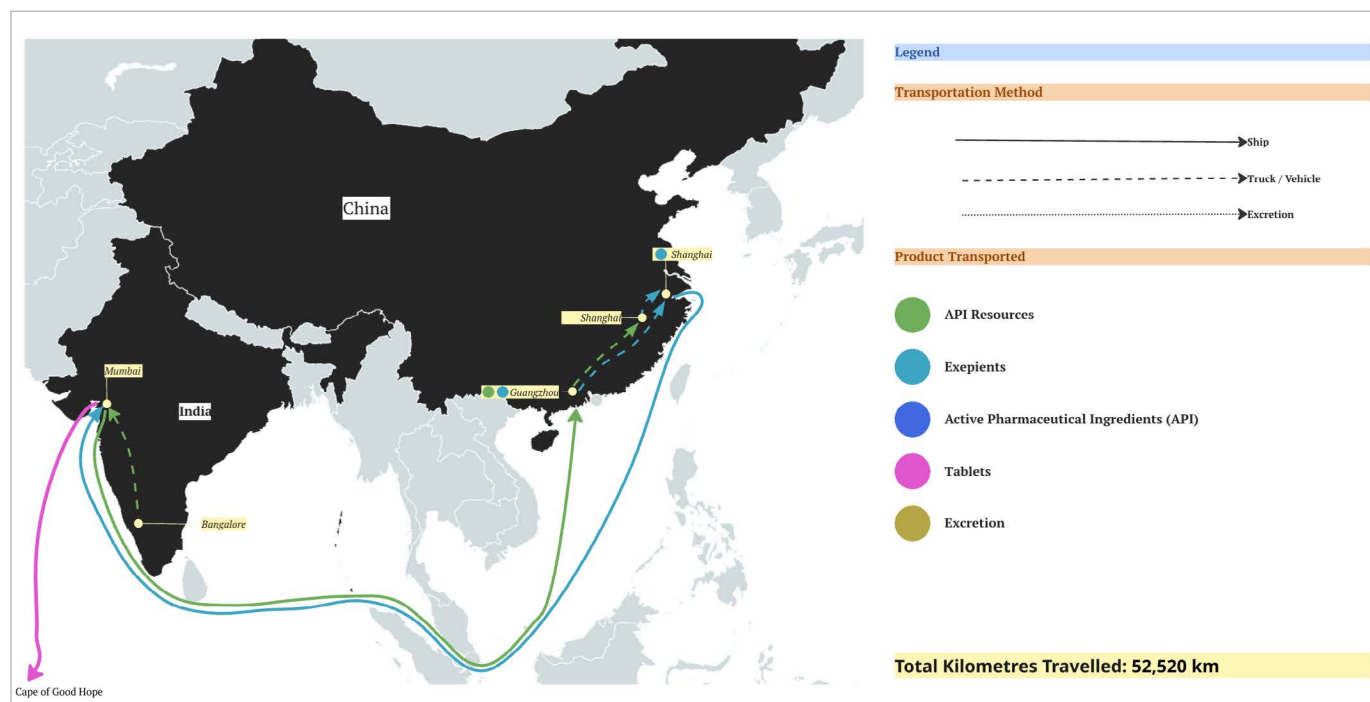 China
Shanghai
Shanghai
Guangzhou
Mumbai
India
Bangalore
Cape of Good Hope
Legend
Transportation Method
Ship
Truck / Vehicle
Excretion
Product Transported
API Resources
Exepients
Active Pharmaceutical Ingredients (API)
Tablets
Excretion
Total Kilometres Travelled: 52,520 km